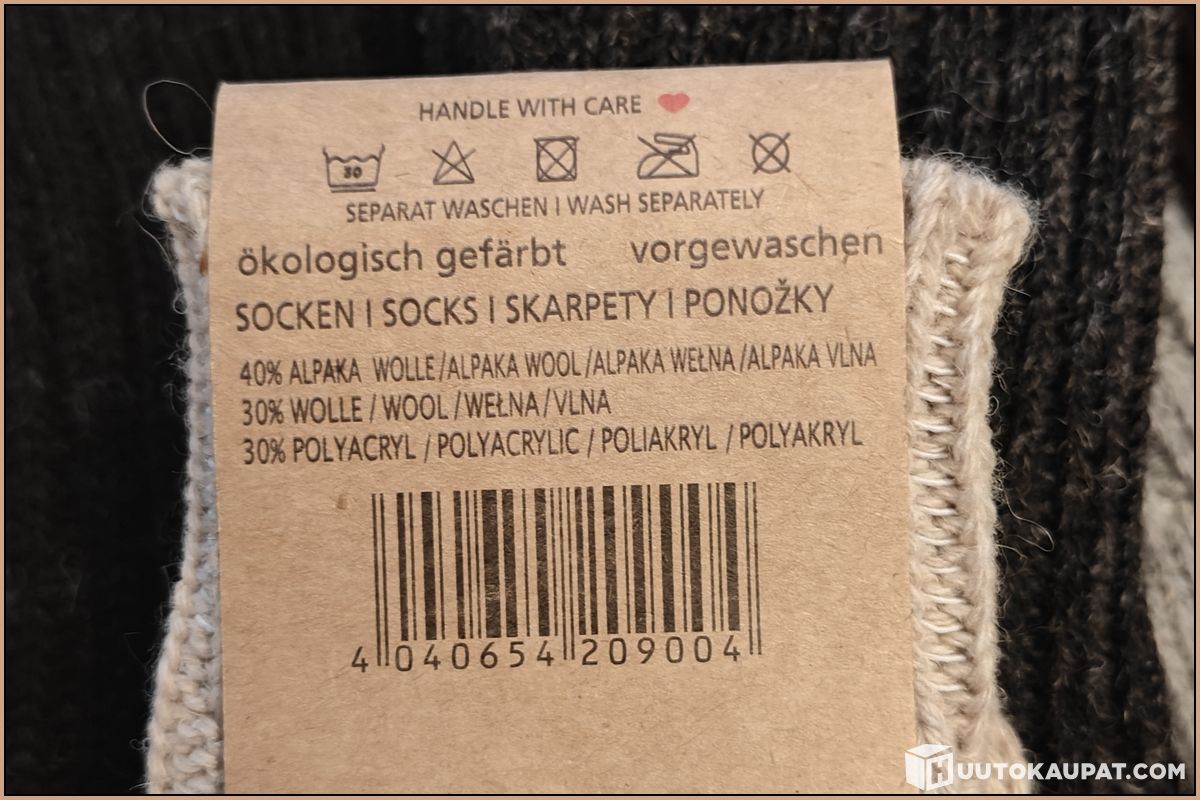 HANDLE WITH CARE
30
SEPARAT WASCHEN | WASH SEPARATELY
ökologisch gefärbt vorgewaschen
SOCKEN | SOCKS | SKARPETY | PONOŽKY
40% ALPAKA WOLLE/ALPAKA WOOL/ALPAKA WEŁNA/ALPAKA VLNA
30% WOLLE / WOOL / WEŁNA / VLNA
30% POLYACRYL / POLYACRYLIC / POLIAKRYL / POLYAKRYL
4 040654 209004
HUUTOKAUPAT.COM